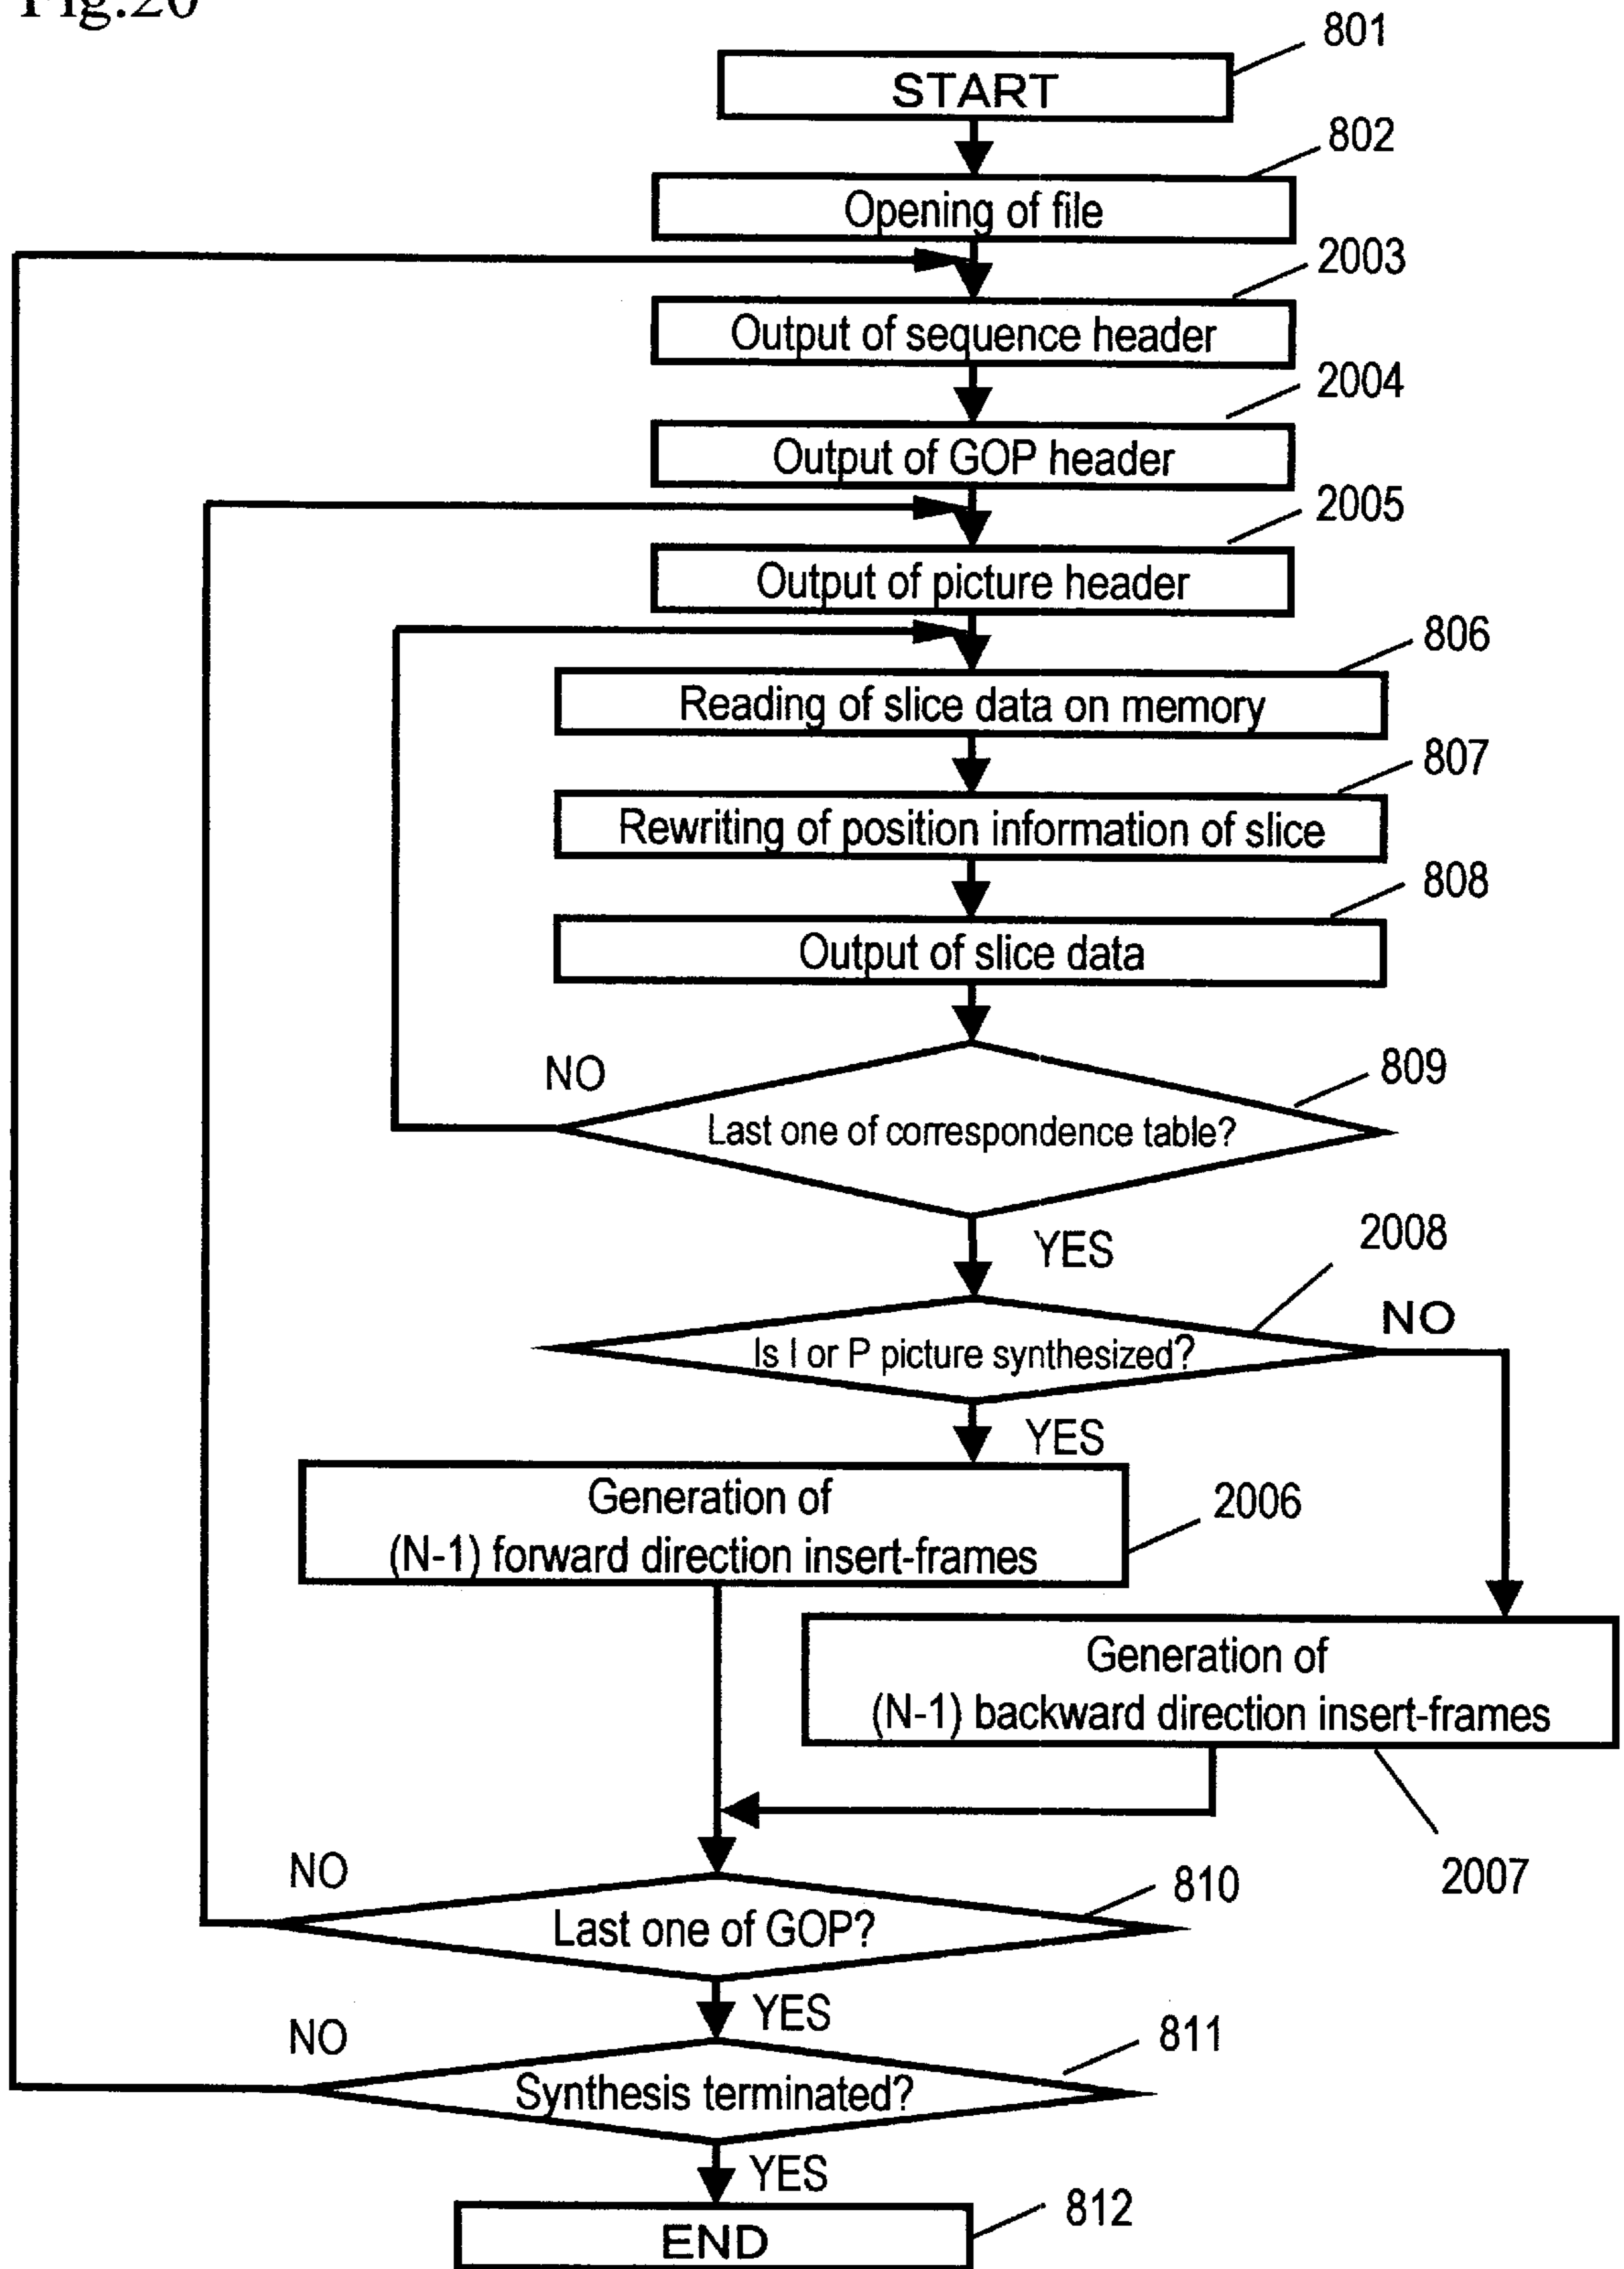 Fig.20
801
START
802
Opening of file
2003
Output of sequence header
2004
Output of GOP header
2005
Output of picture header
806
Reading of slice data on memory
807
Rewriting of position information of slice
808
Output of slice data
NO
809
Last one of correspondence table?
YES
2008
NO
Is I or P picture synthesized?
YES
Generation of
(N-1) forward direction insert-frames
2006
Generation of
(N-1) backward direction insert-frames
2007
NO
810
Last one of GOP?
YES
NO
811
Synthesis terminated?
YES
812
END